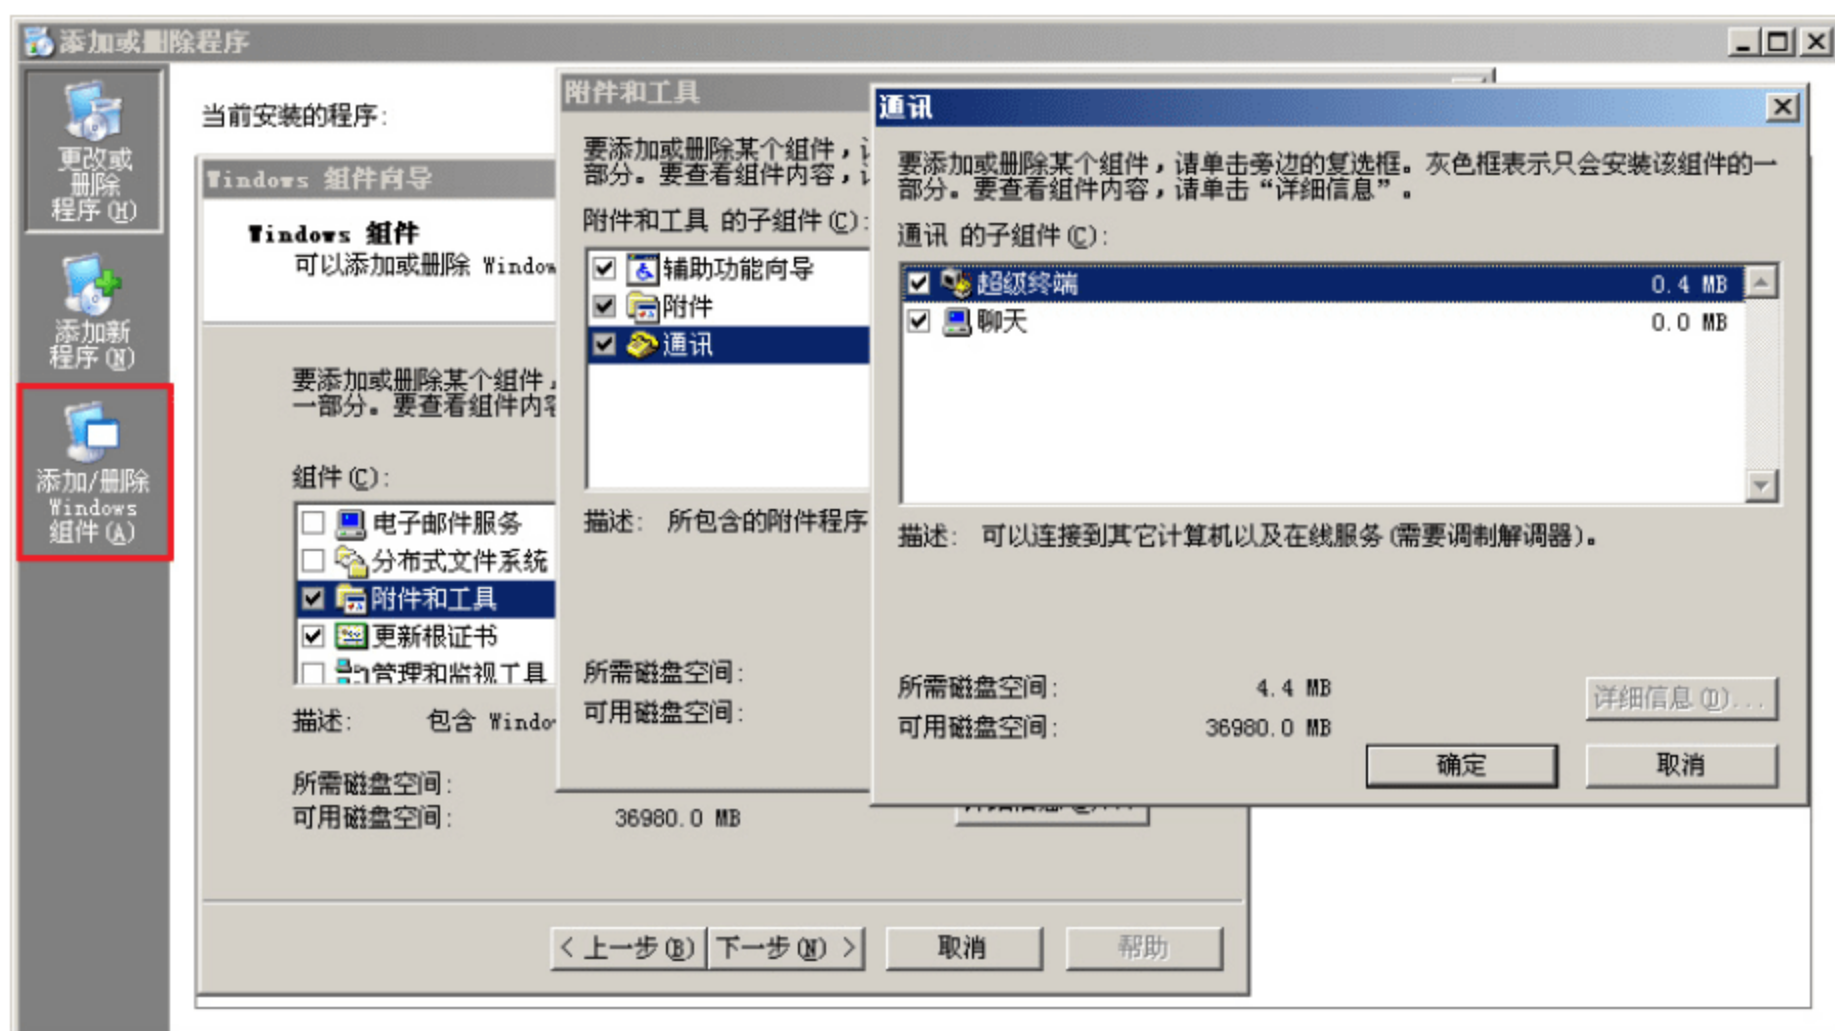 添加或删除程序
更改或
删除
程序(H)
添加新
程序(N)
添加/删除
Windows
组件(A)
当前安装的程序:
Windows 组件向导
Windows 组件
可以添加或删除 Window
要添加或删除某个组件，
一部分。要查看组件内容
组件(C):
电子邮件服务
分布式文件系统
附件和工具
更新根证书
管理和监视工具
描述: 包含 Windo
所需磁盘空间:
可用磁盘空间: 36980.0 MB
< 上一步(B)
下一步(N) >
取消
帮助
附件和工具
要添加或删除某个组件，
部分。要查看组件内容，
附件和工具 的子组件(C):
辅助功能向导
附件
通讯
描述: 所包含的附件程序
所需磁盘空间:
可用磁盘空间:
通讯
要添加或删除某个组件，请单击旁边的复选框。灰色框表示只会安装该组件的一
部分。要查看组件内容，请单击“详细信息”。
通讯 的子组件(C):
超级终端 0.4 MB
聊天 0.0 MB
描述: 可以连接到其它计算机以及在线服务(需要调制解调器)。
所需磁盘空间: 4.4 MB
可用磁盘空间: 36980.0 MB
详细信息(D)...
确定
取消